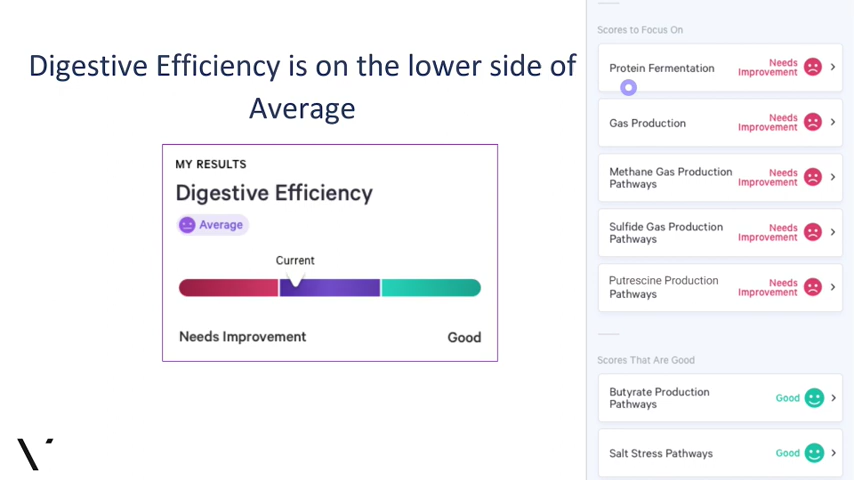 Digestive Efficiency is on the lower side of
Average
MY RESULTS
Digestive Efficiency
Average
Current
Needs Improvement
Good
Scores to Focus On
Protein Fermentation
Needs
Improvement
Gas Production
Needs
Improvement
Methane Gas Production
Pathways
Needs
Improvement
Sulfide Gas Production
Pathways
Needs
Improvement
Putrescine Production
Pathways
Needs
Improvement
Scores That Are Good
Butyrate Production
Pathways
Good
Salt Stress Pathways
Good